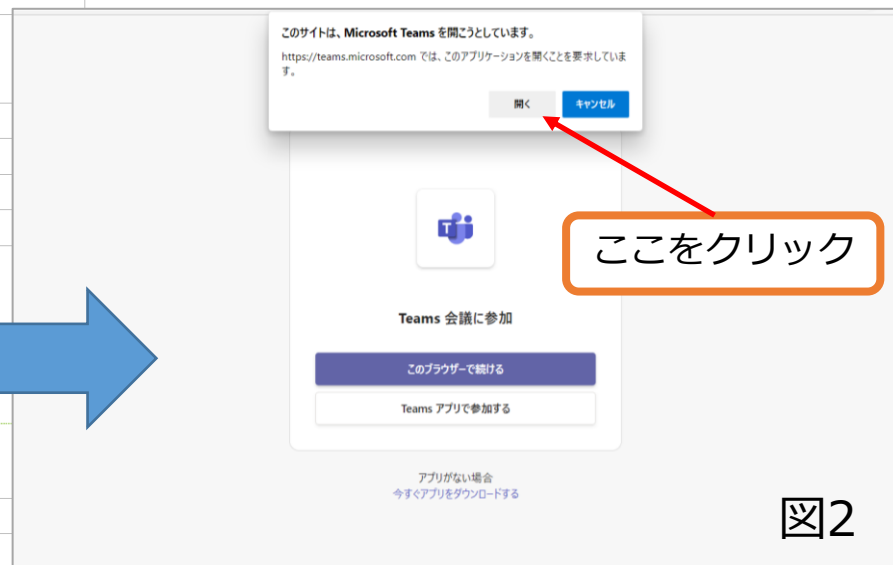 このサイトは、Microsoft Teams を開こうとしています。
https://teams.microsoft.com では、このアプリケーションを開くことを要求していま
す。
開く
キャンセル
ここをクリック
T
Teams 会議に参加
このブラウザーで続ける
Teams アプリで参加する
アプリがない場合
今すぐアプリをダウンロードする
図2